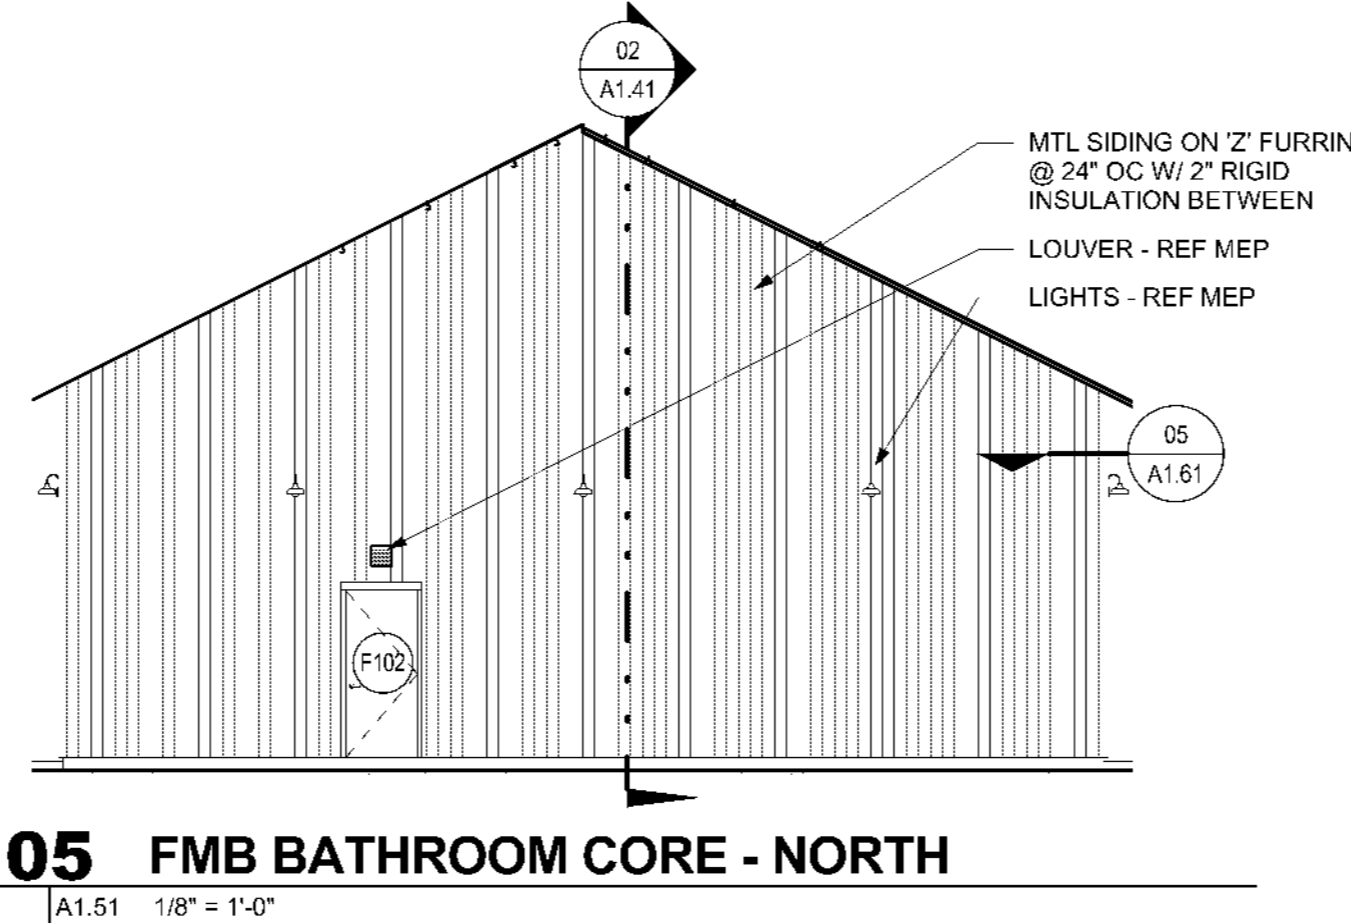 02
A1.41
MTL SIDING ON 'Z' FURRIN
@ 24" OC W/ 2" RIGID
INSULATION BETWEEN
LOUVER - REF MEP
LIGHTS - REF MEP
05
A1.61
F102
05 FMB BATHROOM CORE - NORTH
A1.51 1/8" = 1'-0"